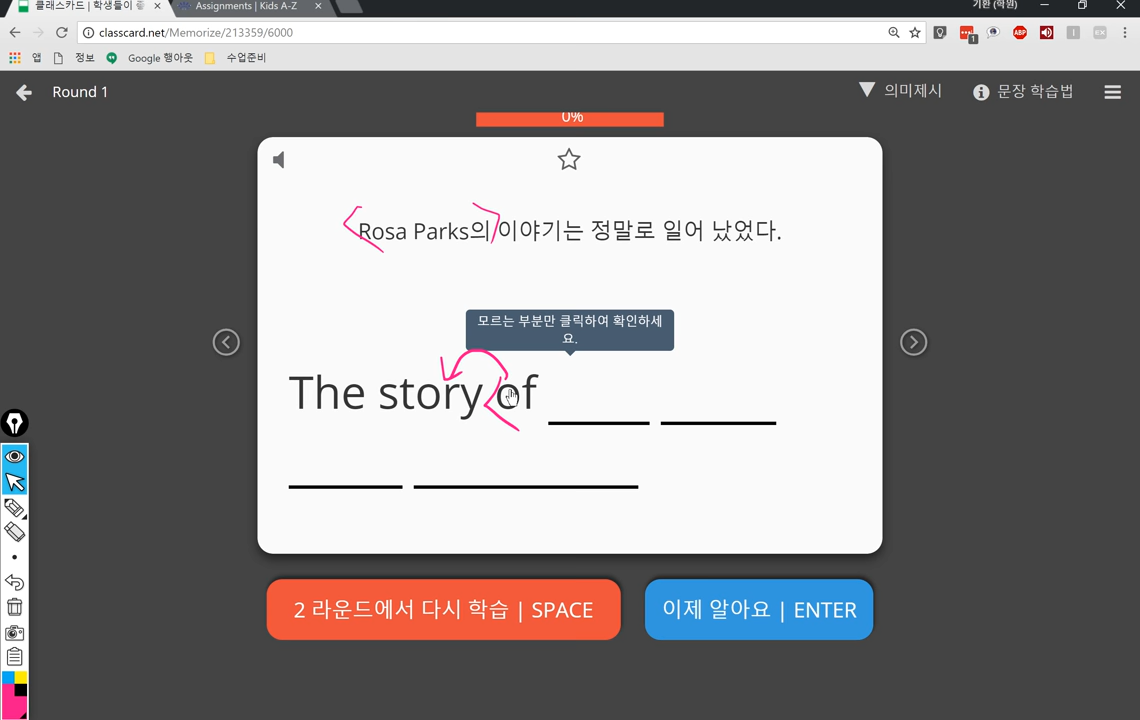 클래스카드 | 학생들이 좋
Assignments | Kids A-Z
기환 (학원)
classcard.net/Memorize/213359/6000
앱
정보
Google 행아웃
수업준비
Round 1
의미제시
문장 학습법
0%
Rosa Parks의 이야기는 정말로 일어 났었다.
모르는 부분만 클릭하여 확인하세
요.
The story of
2 라운드에서 다시 학습 | SPACE
이제 알아요 | ENTER